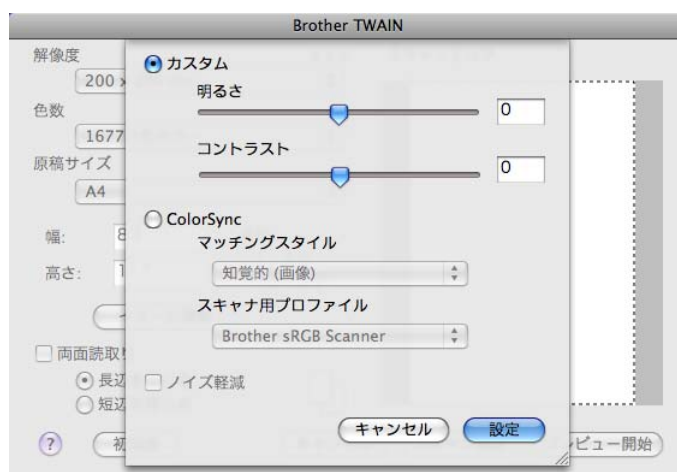 Brother TWAIN
解像度
200 x
色数
1677
原稿サイズ
A4
幅:
高さ:
両面読取り
長辺
短辺
カスタム
明るさ
0
コントラスト
0
ColorSync
マッチングスタイル
知覚的 (画像)
スキャナ用プロファイル
Brother sRGB Scanner
ノイズ軽減
キャンセル
設定
?
初
ビュー開始